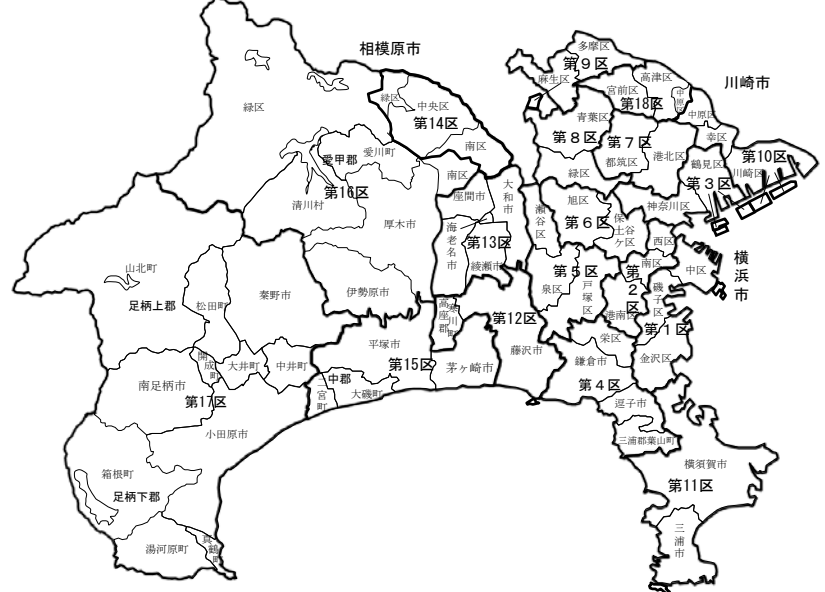 相模原市
川崎市
横浜市
多摩区
第9区
麻生区
高津区
宮前区
第18区
中原区
中原区
幸区
青葉区
第8区
第7区
都筑区
港北区
鶴見区
第10区
川崎区
第3区
緑区
神奈川区
旭区
第6区
瀬谷区
保土ケ谷区
西区
南区
中区
第5区
泉区
戸塚区
第2区
港南区
磯子区
第1区
栄区
金沢区
鎌倉市
第4区
逗子市
三浦郡葉山町
横須賀市
第11区
三浦市
緑区
緑区
中央区
第14区
南区
南区
愛甲郡
愛川町
第16区
清川村
厚木市
座間市
大和市
海老名市
第13区
綾瀬市
伊勢原市
秦野市
高座郡
寒川町
第12区
藤沢市
茅ヶ崎市
平塚市
第15区
中郡
二宮町
大磯町
山北町
足柄上郡
松田町
開成町
大井町
中井町
南足柄市
第17区
小田原市
箱根町
足柄下郡
湯河原町
真鶴町